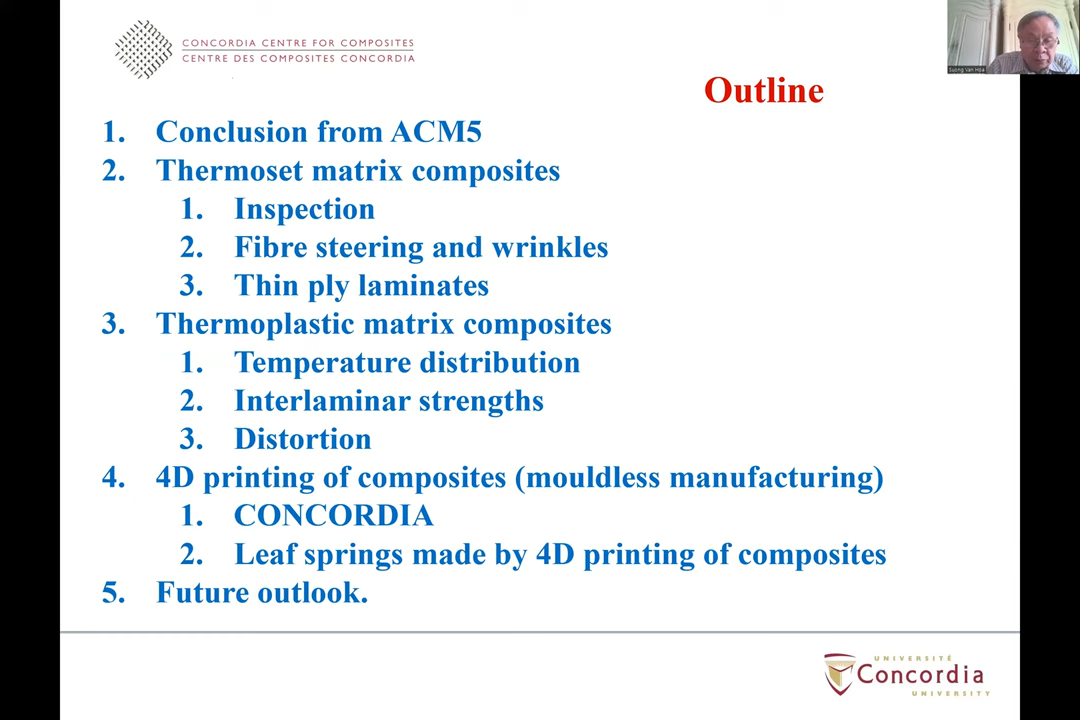 CONCORDIA CENTRE FOR COMPOSITES
CENTRE DES COMPOSITES CONCORDIA
Suong Van Hoa
Outline
1. Conclusion from ACM5
2. Thermoset matrix composites
1. Inspection
2. Fibre steering and wrinkles
3. Thin ply laminates
3. Thermoplastic matrix composites
1. Temperature distribution
2. Interlaminar strengths
3. Distortion
4. 4D printing of composites (mouldless manufacturing)
1. CONCORDIA
2. Leaf springs made by 4D printing of composites
5. Future outlook.
UNIVERSITÉ
Concordia
UNIVERSITY